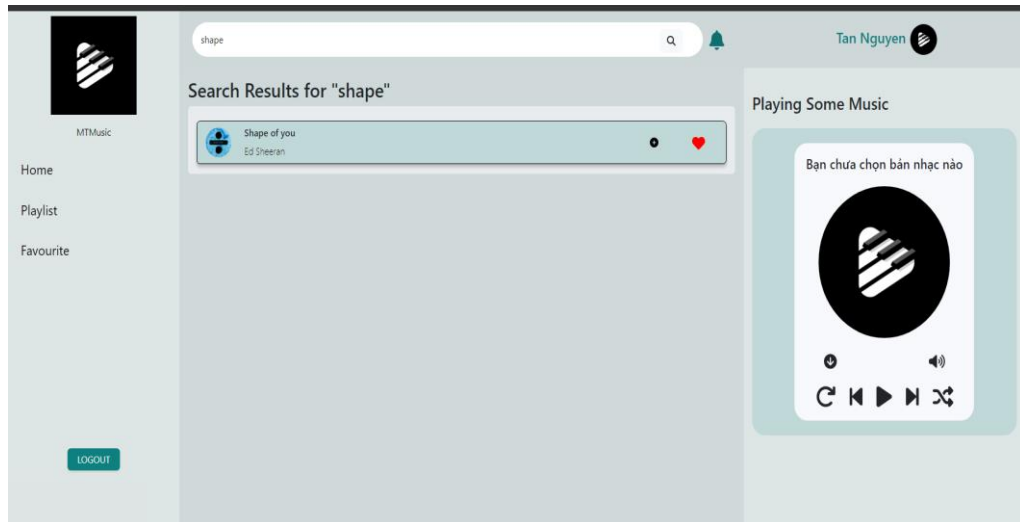 MTMusic
Home
Playlist
Favourite
LOGOUT
shape
Search Results for "shape"
Shape of you
Ed Sheeran
Tan Nguyen
Playing Some Music
Bạn chưa chọn bản nhạc nào